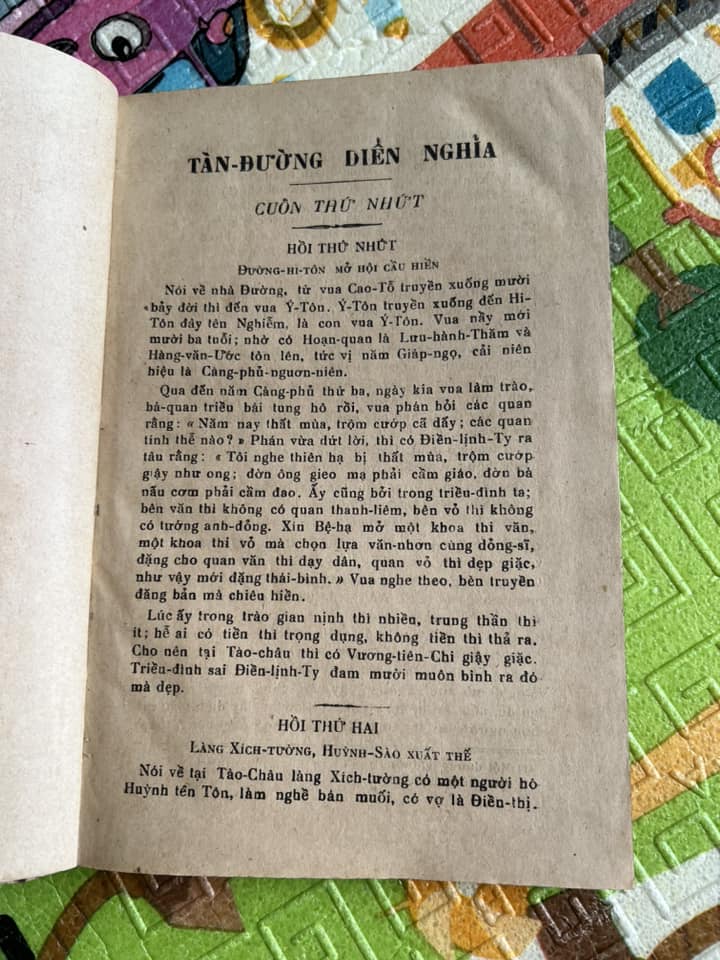 TÀN-ĐƯỜNG DIỄN NGHĨA
CUỐN THỨ NHỨT
HỒI THỨ NHỨT
ĐƯỜNG-HI-TÔN MỞ HỘI CẦU HIỀN
Nói về nhà Đường, từ vua Cao-Tổ truyền xuống mười
bảy đời thì đến vua Ý-Tôn. Ý-Tôn truyền xuống đến Hi-
Tôn đây tên Nghiễm, là con vua Ý-Tôn. Vua nầy mới
mười ba tuổi; nhờ có Hoạn-quan là Lưu-hành-Thăm và
Hàng-văn-Ước tôn lên, tức vị năm Giáp-ngọ, cải niên
hiệu là Càng-phủ-nguơn-niên.
Qua đến năm Càng-phủ thứ ba, ngày kia vua lâm trào,
bá-quan triều bái tung hô rồi, vua phán hỏi các quan
rằng: « Năm nay thất mùa, trộm cướp cã dấy; các quan
tính thế nào? » Phán vừa dứt lời, thì có Điền-lịnh-Ty ra
tâu rằng: « Tôi nghe thiên hạ bị thất mùa, trộm cướp
giậy như ong; đờn ông gieo mạ phải cầm giáo, đờn bà
nấu cơm phải cầm đao. Ấy cũng bởi trong triều-đình ta;
bên văn thì không có quan thanh-liêm, bên võ thì không
có tướng anh-dõng. Xin Bệ-hạ mở một khoa thi văn,
một khoa thi võ mà chọn lựa văn-nhơn cùng dõng-sĩ,
đặng cho quan văn thì dạy dân, quan võ thì dẹp giặc,
như vậy mới đặng thái-bình. » Vua nghe theo, bèn truyền
đăng bản mà chiêu hiền.
Lúc ấy trong trào gian nịnh thì nhiều, trung thần thì
ít; hễ ai có tiền thì trọng dụng, không tiền thì thả ra.
Cho nên tại Tào-châu thì có Vương-tiên-Chi giậy giặc.
Triều-đình sai Điền-lịnh-Ty đam mười muôn binh ra đó
mà dẹp.
HỒI THỨ HAI
LÀNG XÍCH-TƯỜNG, HUỲNH-SÀO XUẤT THẾ
Nói về tại Tào-Châu làng Xích-tường có một người họ
Huỳnh tên Tôn, làm nghề bán muối, có vợ là Điền-thị.